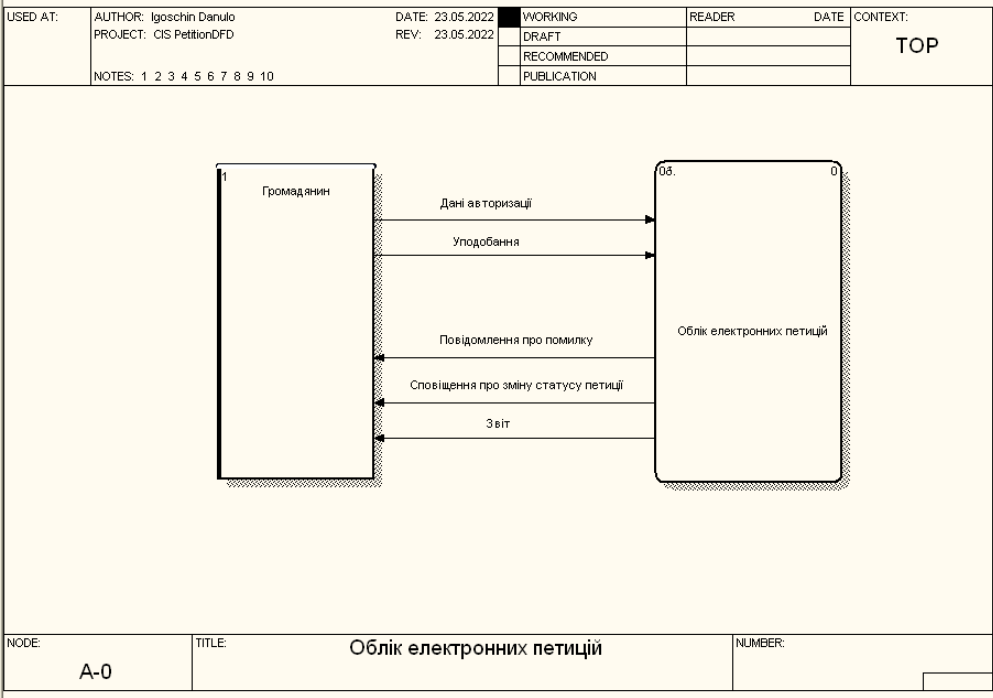 USED AT:
AUTHOR: Igoschin Danulo
DATE: 23.05.2022
WORKING
READER
DATE
CONTEXT:
PROJECT: CIS PetitionDFD
REV: 23.05.2022
DRAFT
TOP
RECOMMENDED
NOTES: 1 2 3 4 5 6 7 8 9 10
PUBLICATION
1
Громадянин
0б.
0
Дані авторизації
Уподобання
Облік електронних петицій
Повідомлення про помилку
Сповіщення про зміну статусу петиції
Звіт
NODE:
A-0
TITLE:
Облік електронних петицій
NUMBER: